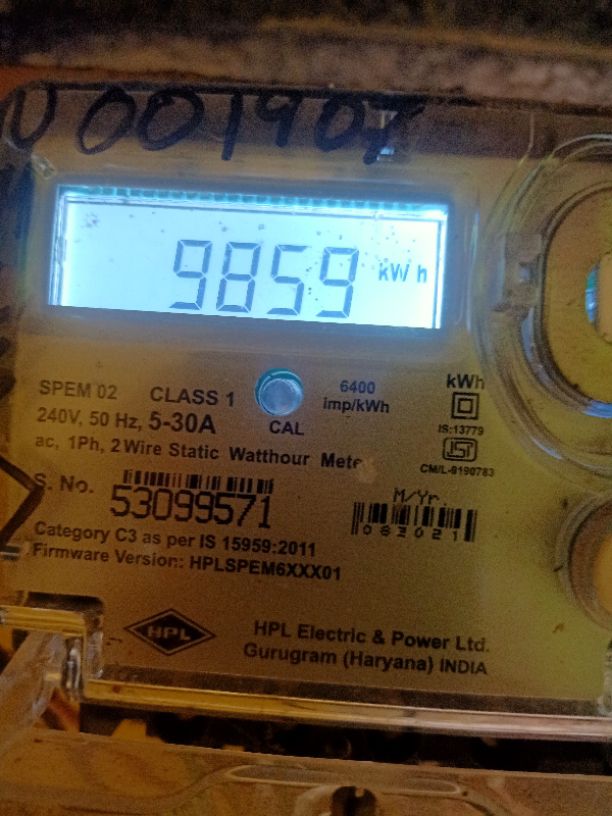 001907
9859 kWh
SPEM 02 CLASS 1
6400 imp/kWh
kWh
240V, 50 Hz, 5-30A
CAL
IS:13779
ac, 1Ph, 2 Wire Static Watthour Mete
CM/L-8190783
S. No. 53099571
M/Yr.
082021
Category C3 as per IS 15959:2011
Firmware Version: HPLSPEM6XXX01
HPL
HPL Electric & Power Ltd.
Gurugram (Haryana) INDIA